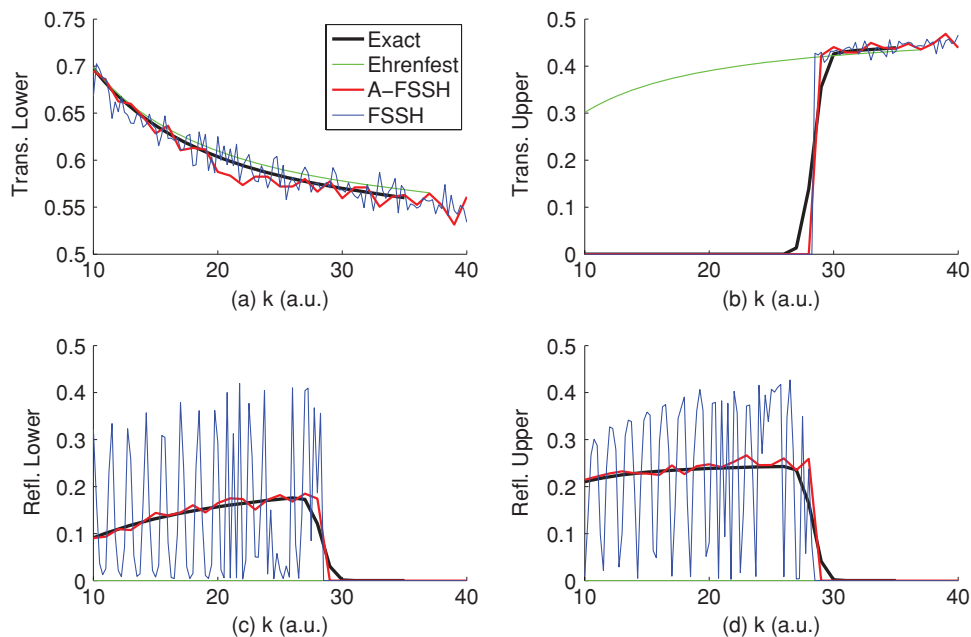 0.75
0.7
0.65
0.6
0.55
0.5
Trans. Lower
10 20 30 40
(a) k (a.u.)
Exact
Ehrenfest
A-FSSH
FSSH
0.5
0.4
0.3
0.2
0.1
0
Trans. Upper
10 20 30 40
(b) k (a.u.)
0.5
0.4
0.3
0.2
0.1
0
Refl. Lower
10 20 30 40
(c) k (a.u.)
0.5
0.4
0.3
0.2
0.1
0
Refl. Upper
10 20 30 40
(d) k (a.u.)